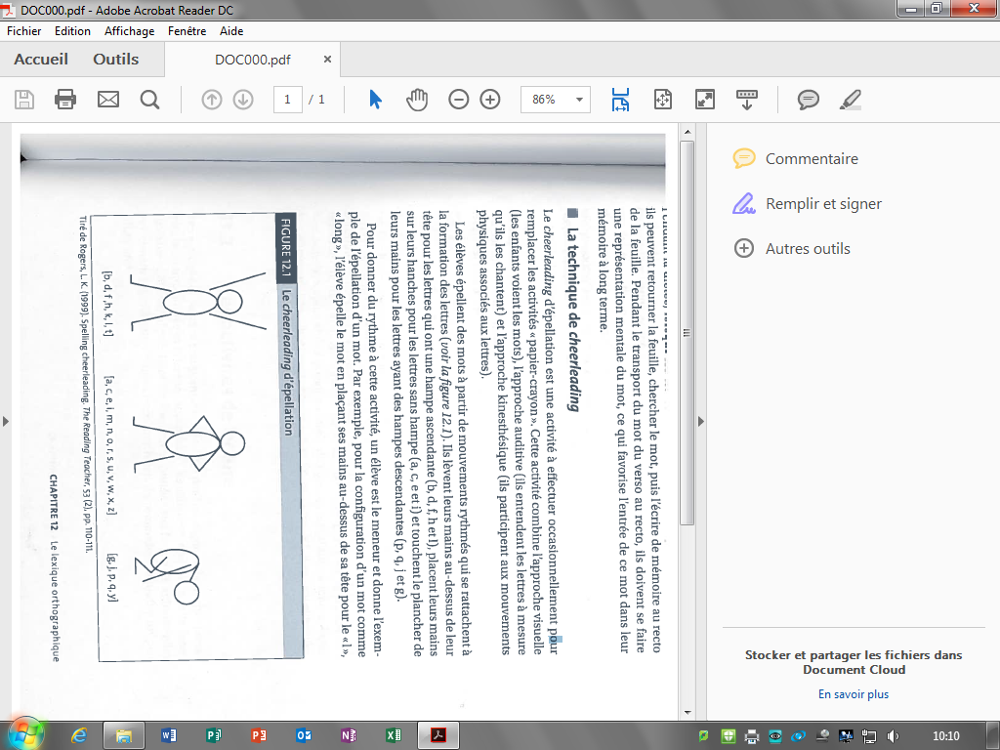 DOC000.pdf - Adobe Acrobat Reader DC
Fichier Edition Affichage Fenêtre Aide
Accueil Outils DOC000.pdf ×
1 / 1 86%
ils peuvent retourner la feuille, chercher le mot, puis l'écrire de mémoire au recto
de la feuille. Pendant le transport du mot du verso au recto, ils doivent se faire
une représentation mentale du mot, ce qui favorise l'entrée de ce mot dans leur
mémoire à long terme.
La technique de cheerleading
Le cheerleading d'épellation est une activité à effectuer occasionnellement pour
remplacer les activités « papier-crayon ». Cette activité combine l'approche visuelle
(les enfants voient les mots), l'approche auditive (ils entendent les lettres à mesure
qu'ils les chantent) et l'approche kinesthésique (ils participent aux mouvements
physiques associés aux lettres).
Les élèves épellent des mots à partir de mouvements rythmés qui se rattachent à
la formation des lettres (voir la figure 12.1). Ils lèvent leurs mains au-dessus de leur
tête pour les lettres qui ont une hampe ascendante (b, d, f, h et l), placent leurs mains
sur leurs hanches pour les lettres sans hampe (a, c, e et i) et touchent le plancher de
leurs mains pour les lettres ayant des hampes descendantes (p, q, j et g).
Pour donner du rythme à cette activité, un élève est le meneur et donne l'exem-
ple de l'épellation d'un mot. Par exemple, pour la configuration d'un mot comme
« long », l'élève épelle le mot en plaçant ses mains au-dessus de sa tête pour le « l »,
FIGURE 12.1 Le cheerleading d'épellation
[b, d, f, h, k, l, t] [a, c, e, i, m, n, o, r, s, u, v, w, x, z] [g, j, p, q, y]
Tiré de Rogers, L. K. (1999). Spelling cheerleading. The Reading Teacher, 53 (2), pp. 110-111.
CHAPITRE 12 Le lexique orthographique
Commentaire
Remplir et signer
Autres outils
Stocker et partager les fichiers dans
Document Cloud
En savoir plus
10:10